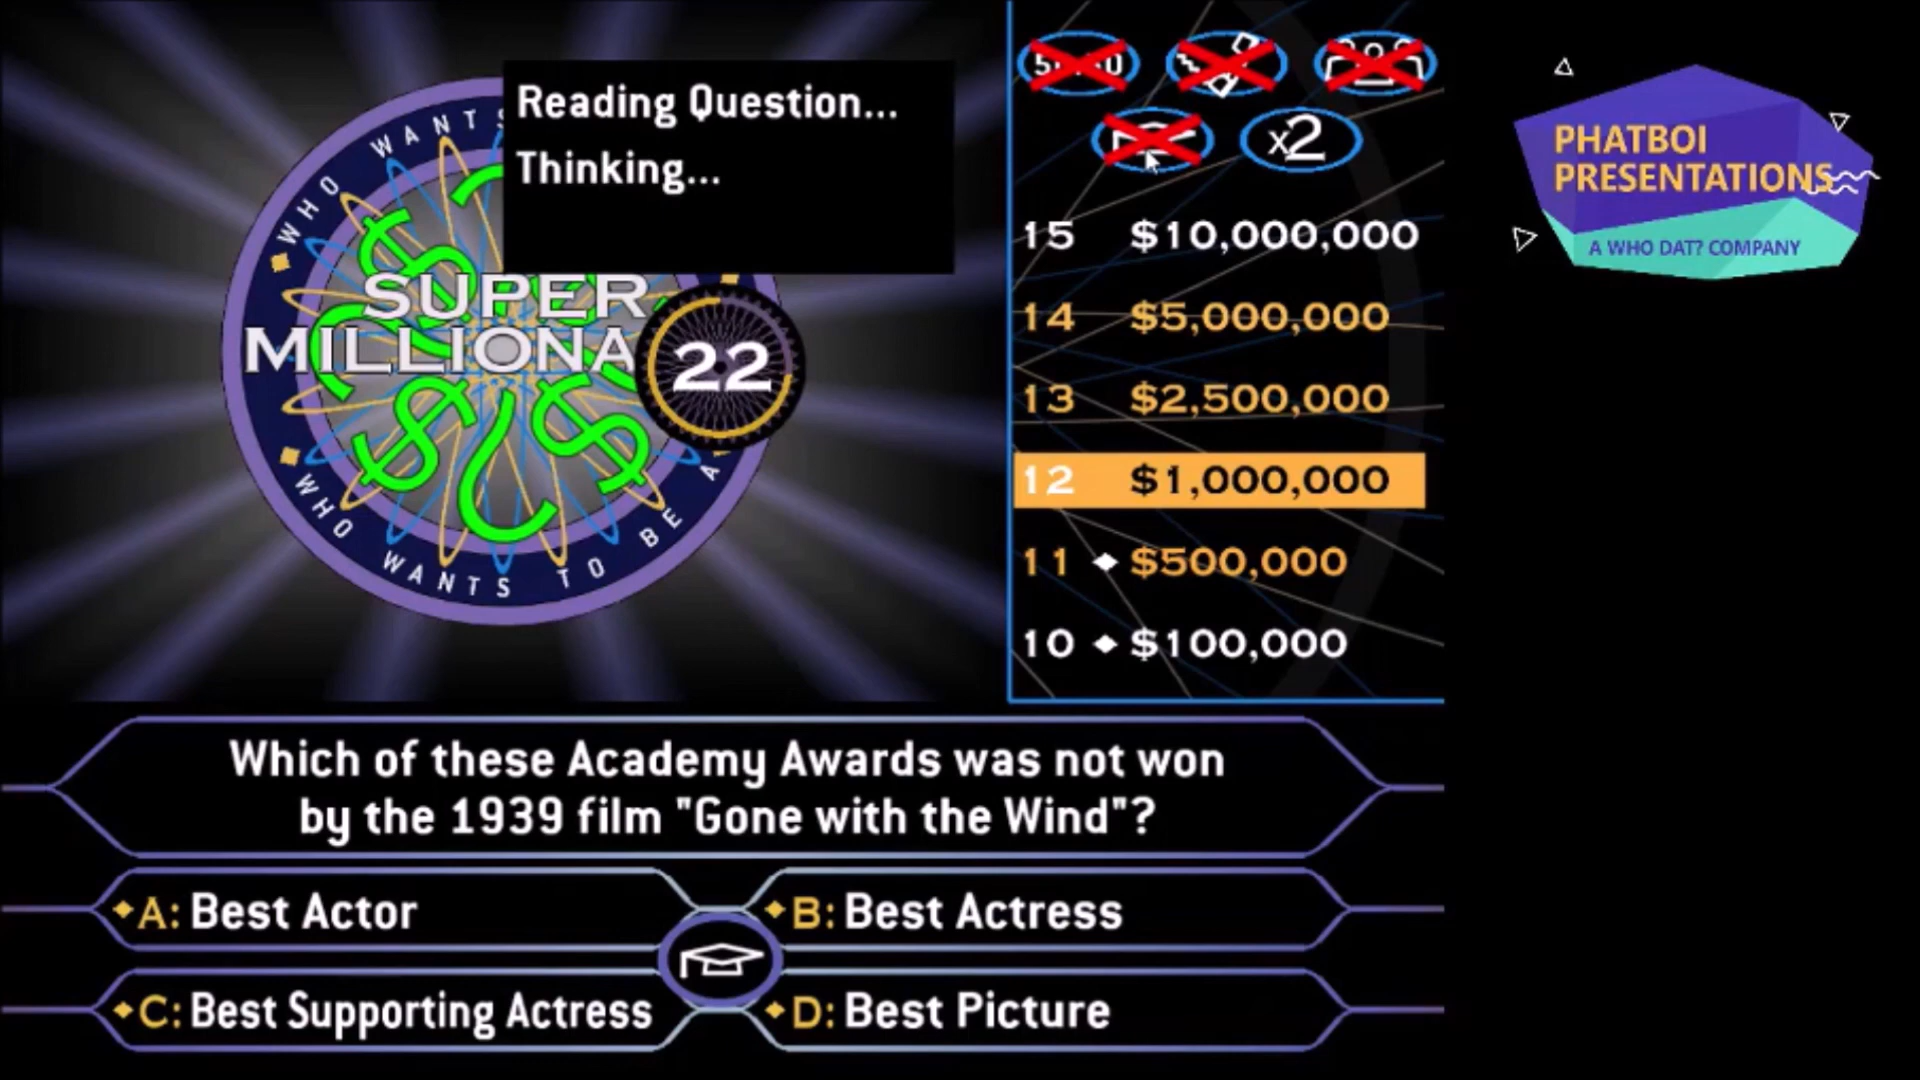 Reading Question...
Thinking...
WHO WANTS
SUPER
MILLIONA
WHO WANTS TO BE A
22
x2
15 $10,000,000
14 $5,000,000
13 $2,500,000
12 $1,000,000
11 $500,000
10 $100,000
PHATBOI
PRESENTATIONS
A WHO DAT? COMPANY
Which of these Academy Awards was not won
by the 1939 film "Gone with the Wind"?
A: Best Actor
B: Best Actress
C: Best Supporting Actress
D: Best Picture